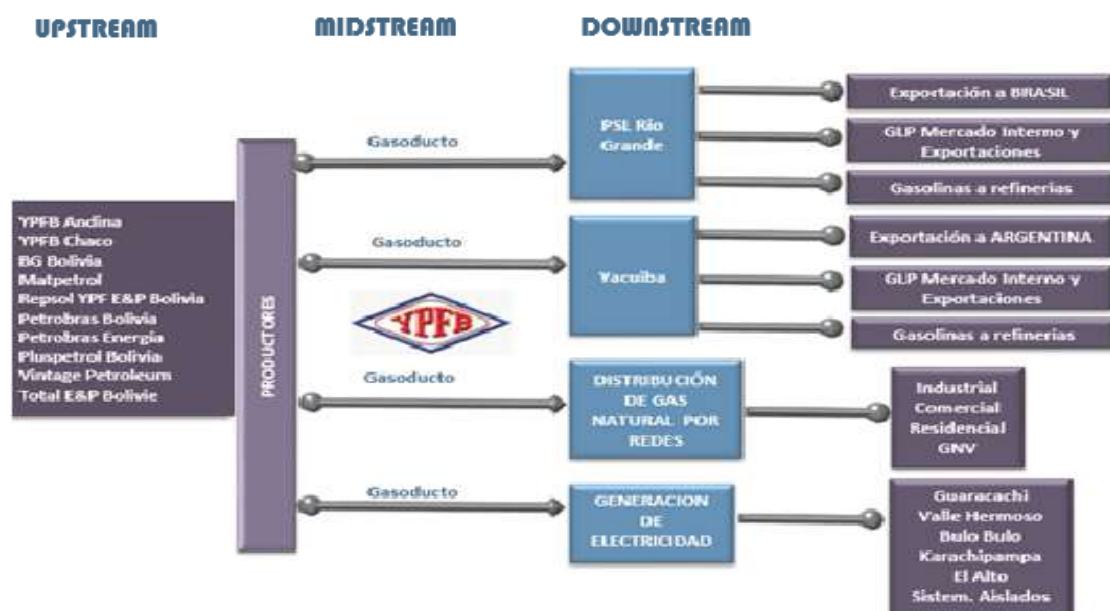 UPSTREAM
MIDSTREAM
DOWNSTREAM
YPFB Andina
YPFB Chaco
BG Bolivia
Matpetrol
Repsol YPF E&P Bolivia
Petrobras Bolivia
Petrobras Energia
Pluspetrol Bolivia
Vintage Petroleum
Total E&P Bolivie
PRODUCTORES
Gasoducto
Gasoducto
YPFB
Gasoducto
Gasoducto
PSL Río
Grande
Exportación a BRASIL
GLP Mercado Interno y
Exportaciones
Gasolinas a refinerías
Yacuiba
Exportación a ARGENTINA
GLP Mercado Interno y
Exportaciones
Gasolinas a refinerías
DISTRIBUCIÓN
DE GAS
NATURAL POR
REDES
Industrial
Comercial
Residencial
GNV
GENERACION
DE
ELECTRICIDAD
Guaracachi
Valle Hermoso
Bulo Bulo
Karachipampa
El Alto
Sistem. Aislados